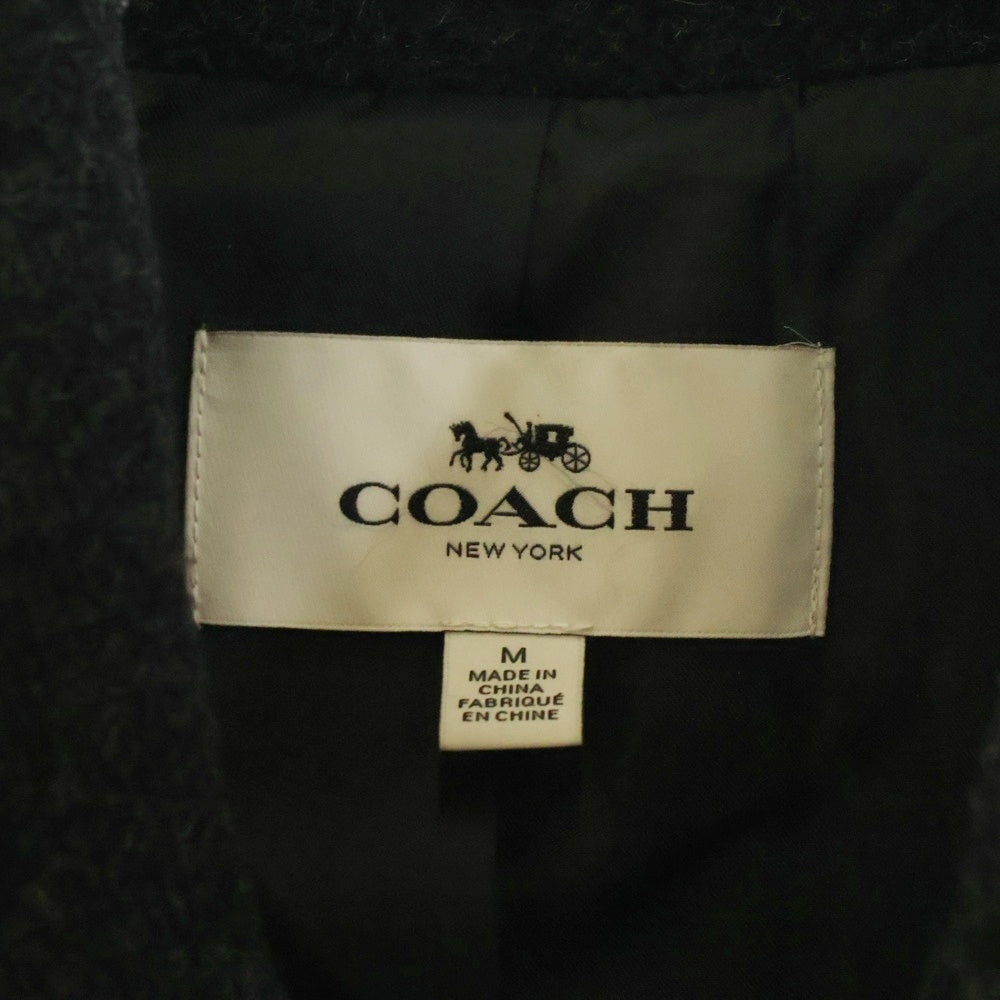 COACH
NEW YORK
M
MADE IN
CHINA
FABRIQUÉ
EN CHINE